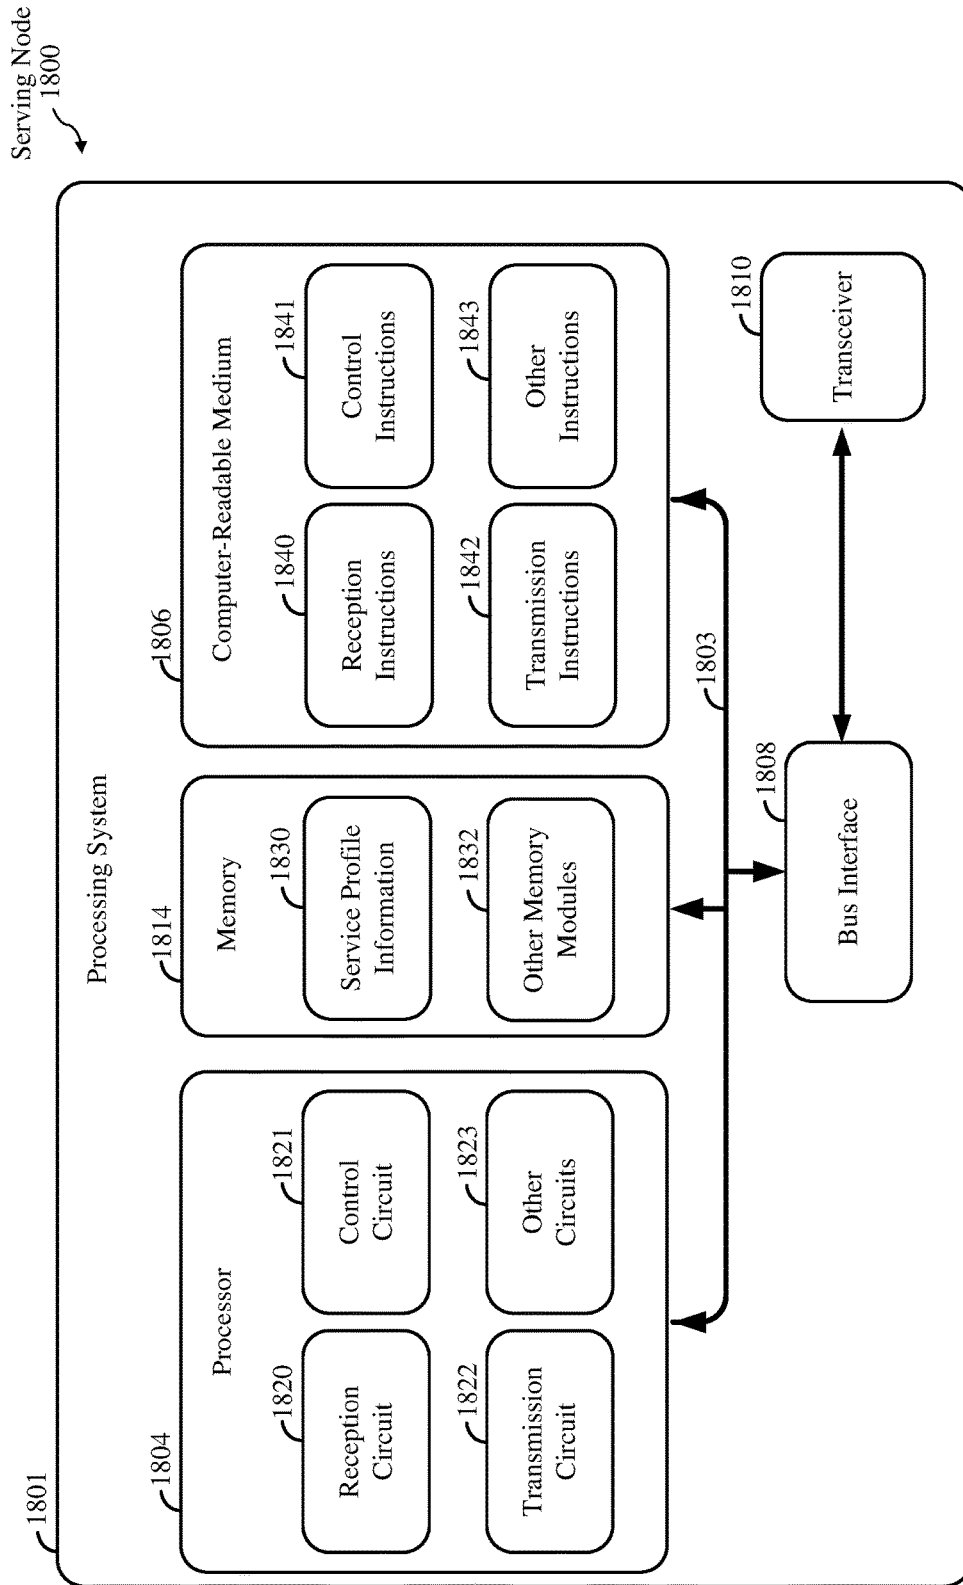 Serving Node
1800
1801
Processing System
1804
Processor
1820
Reception
Circuit
1821
Control
Circuit
1822
Transmission
Circuit
1823
Other
Circuits
1814
Memory
1830
Service Profile
Information
1832
Other Memory
Modules
1806
Computer-Readable Medium
1840
Reception
Instructions
1841
Control
Instructions
1842
Transmission
Instructions
1843
Other
Instructions
1803
1808
Bus Interface
1810
Transceiver